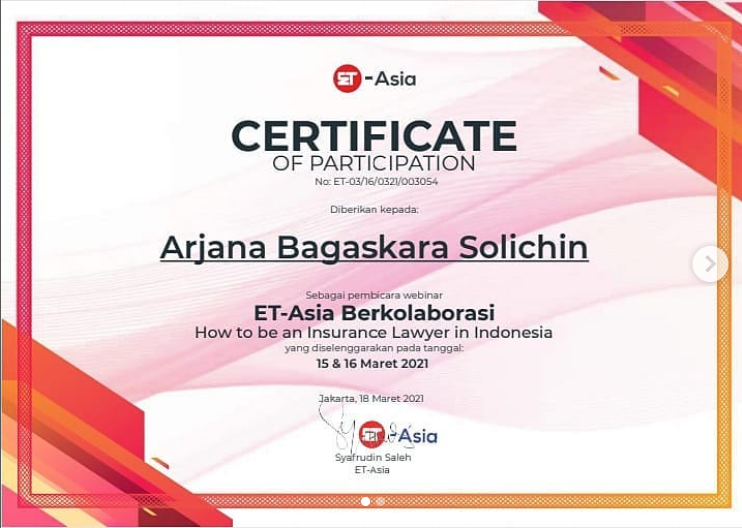 ET-Asia
CERTIFICATE
OF PARTICIPATION
No: ET-03/16/0321/003054
Diberikan kepada:
Arjana Bagaskara Solichin
Sebagai pembicara webinar
ET-Asia Berkolaborasi
How to be an Insurance Lawyer in Indonesia
yang diselenggarakan pada tanggal:
15 & 16 Maret 2021
Jakarta, 18 Maret 2021
ET-Asia
Syafrudin Saleh
ET-Asia